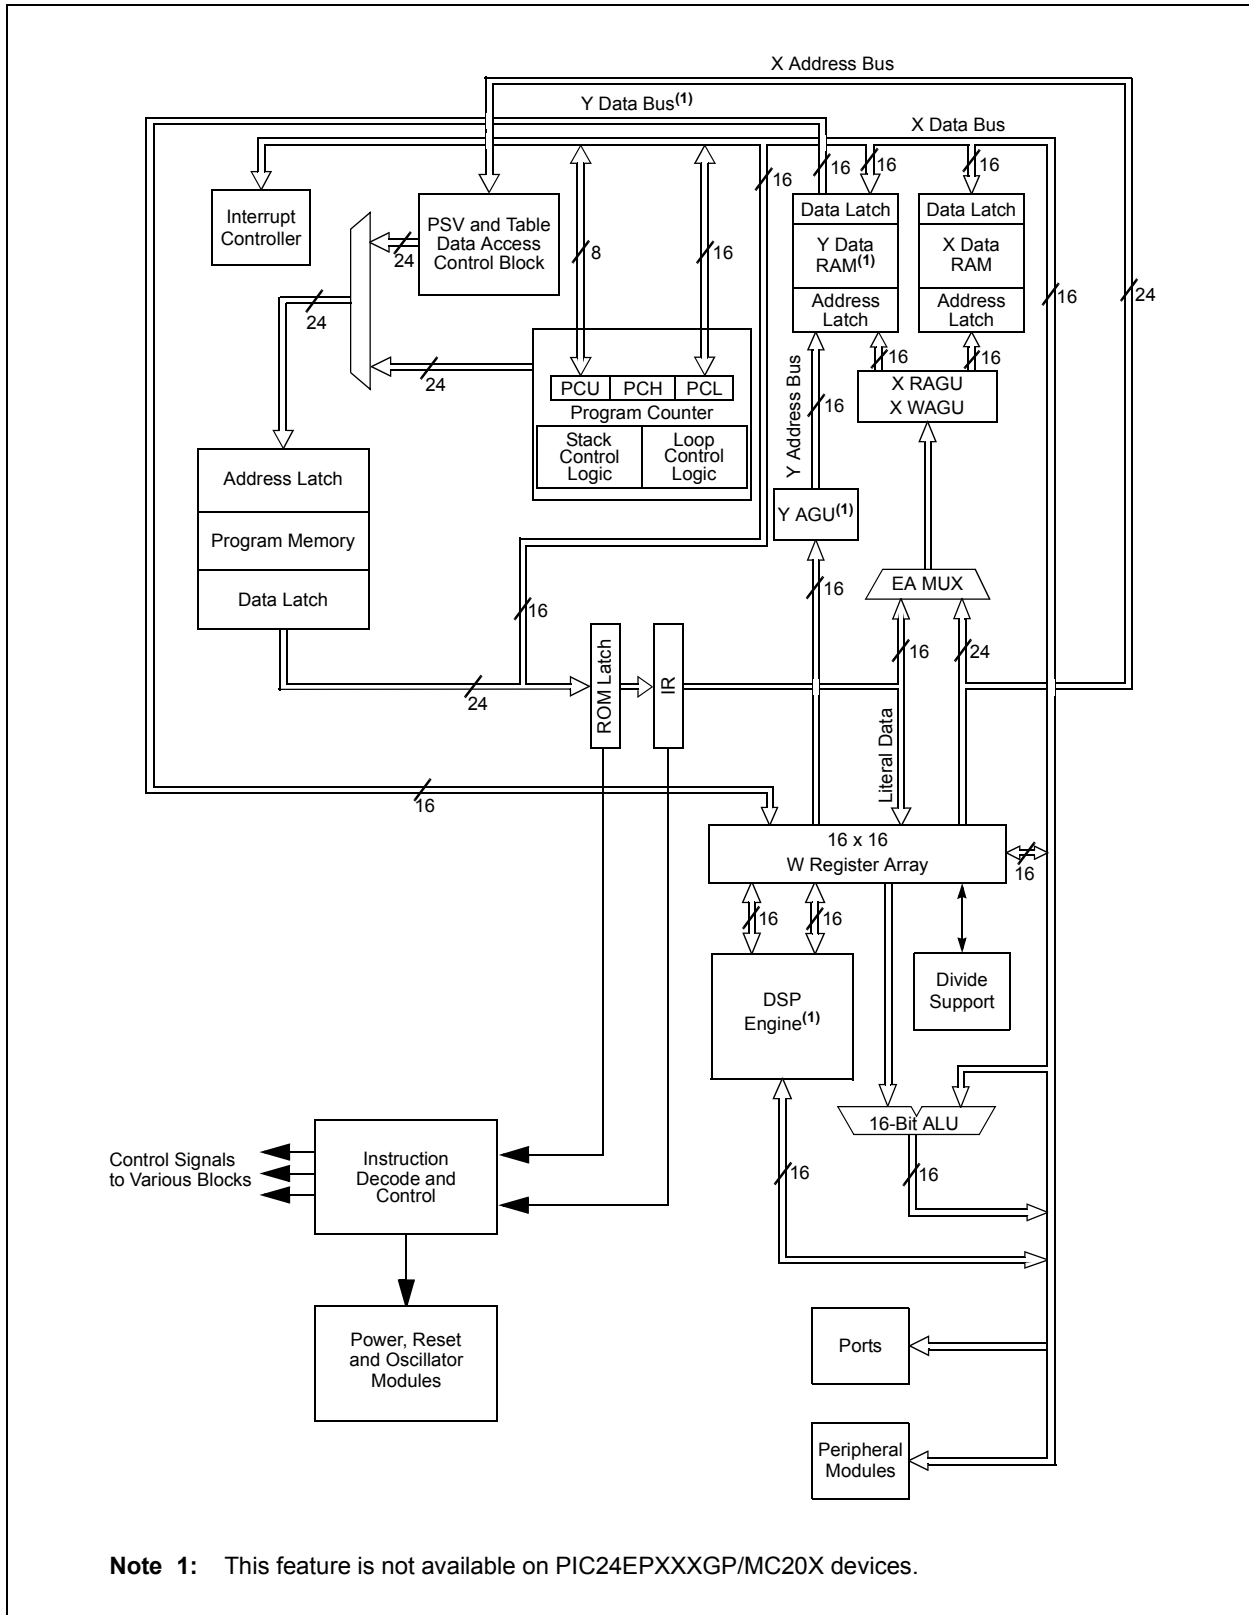 X Address Bus
Y Data Bus(1)
X Data Bus
16
16
16
16
Interrupt
Controller
PSV and Table
Data Access
Control Block
24
8
16
Data Latch
Y Data
RAM(1)
Address
Latch
Data Latch
X Data
RAM
Address
Latch
16
24
24
24
16
16
PCU
PCH
PCL
Program Counter
Stack
Control
Logic
Loop
Control
Logic
Y Address Bus
16
X RAGU
X WAGU
Address Latch
Program Memory
Data Latch
Y AGU(1)
16
EA MUX
16
16
24
24
ROM Latch
IR
Literal Data
16
16 x 16
W Register Array
16
16
16
DSP
Engine(1)
Divide
Support
16-Bit ALU
16
16
Control Signals
to Various Blocks
Instruction
Decode and
Control
Power, Reset
and Oscillator
Modules
Ports
Peripheral
Modules
Note 1: This feature is not available on PIC24EPXXXGP/MC20X devices.